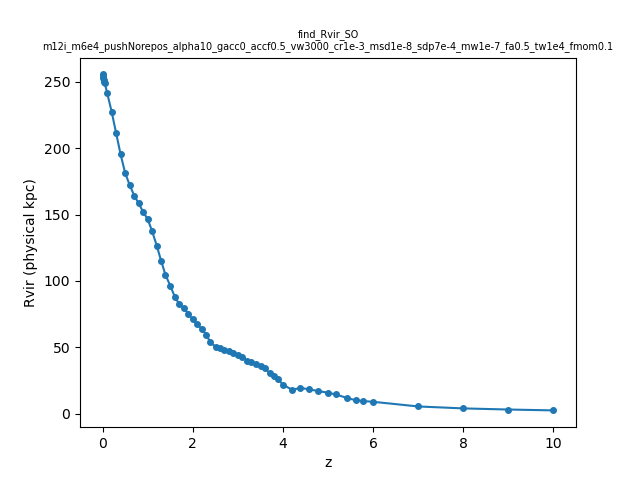 find_Rvir_SO
m12i_m6e4_pushNorepos_alpha10_gacc0_accf0.5_vw3000_cr1e-3_msd1e-8_sdp7e-4_mw1e-7_fa0.5_tw1e4_fmom0.1
250
200
150
100
50
0
Rvir (physical kpc)
0 2 4 6 8 10
z